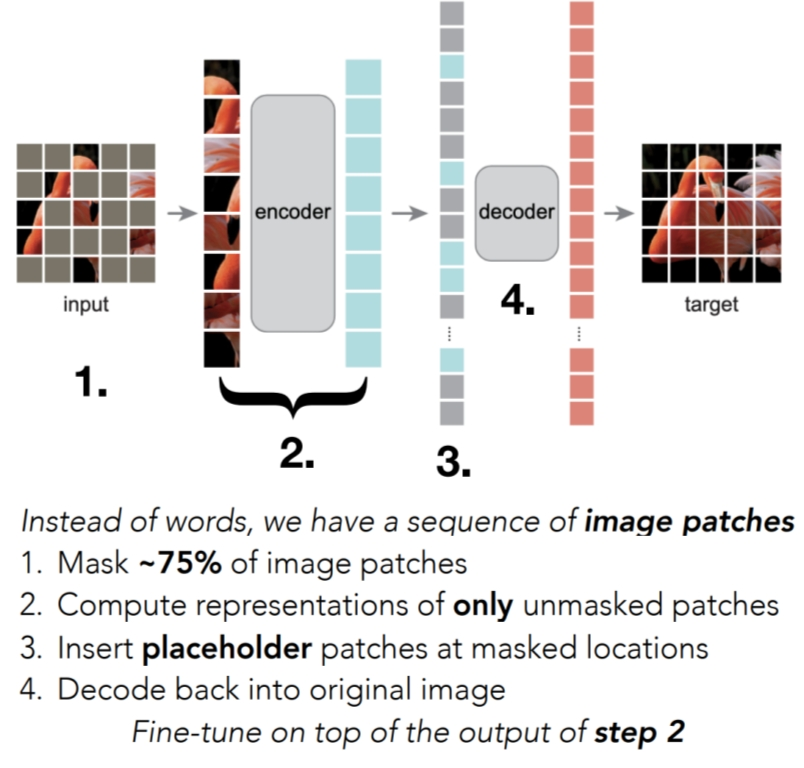 encoder
decoder
input
target
1.
2.
3.
4.
Instead of words, we have a sequence of image patches
1. Mask ~75% of image patches
2. Compute representations of only unmasked patches
3. Insert placeholder patches at masked locations
4. Decode back into original image
Fine-tune on top of the output of step 2